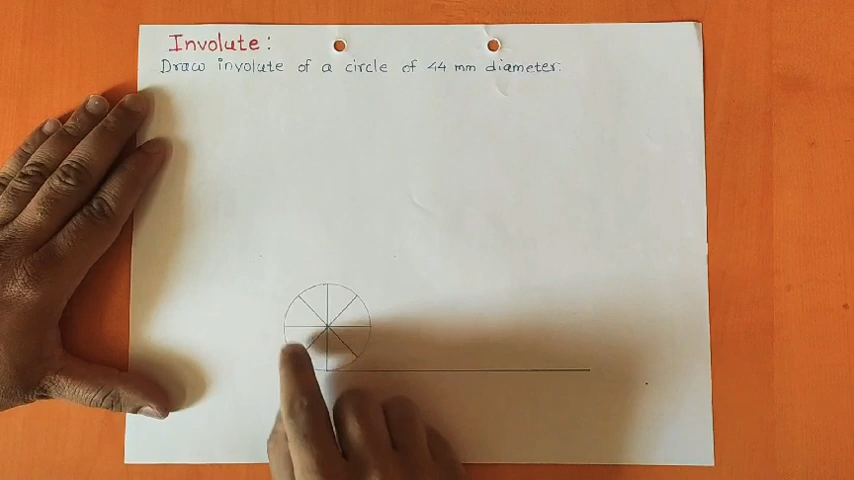 Involute:
Draw involute of a circle of 44 mm diameter.